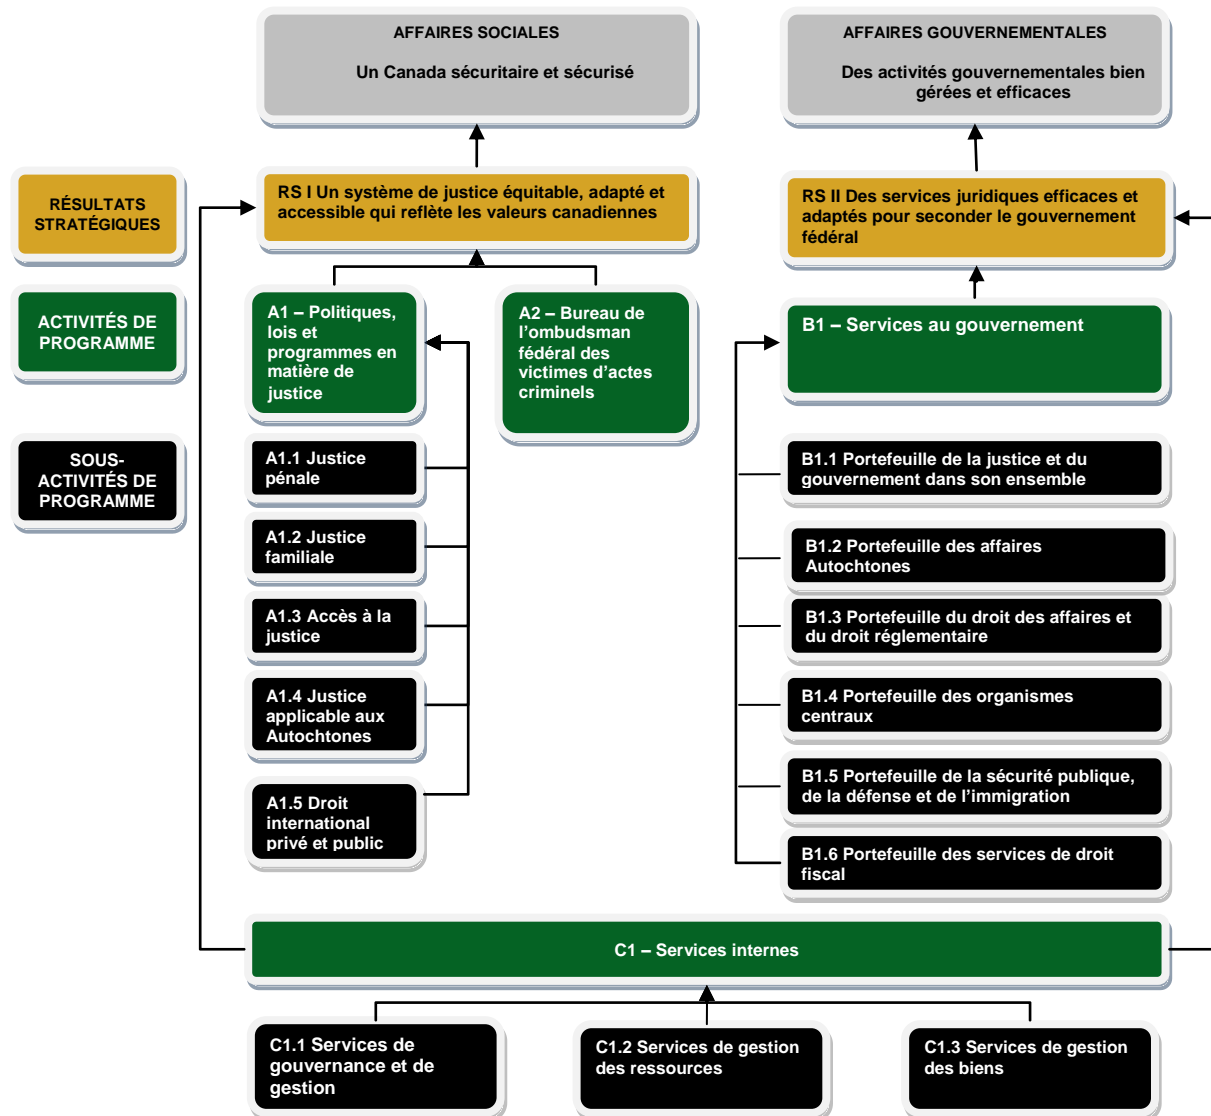 AFFAIRES SOCIALES
Un Canada sécuritaire et sécurisé
AFFAIRES GOUVERNEMENTALES
Des activités gouvernementales bien
gérées et efficaces
RÉSULTATS
STRATÉGIQUES
RS I Un système de justice équitable, adapté et
accessible qui reflète les valeurs canadiennes
RS II Des services juridiques efficaces et
adaptés pour seconder le gouvernement
fédéral
ACTIVITÉS DE
PROGRAMME
A1 – Politiques,
lois et
programmes en
matière de
justice
A2 – Bureau de
l’ombudsman
fédéral des
victimes d’actes
criminels
B1 – Services au gouvernement
SOUS-
ACTIVITÉS DE
PROGRAMME
A1.1 Justice
pénale
A1.2 Justice
familiale
A1.3 Accès à la
justice
A1.4 Justice
applicable aux
Autochtones
A1.5 Droit
international
privé et public
B1.1 Portefeuille de la justice et du
gouvernement dans son ensemble
B1.2 Portefeuille des affaires
Autochtones
B1.3 Portefeuille du droit des affaires et
du droit réglementaire
B1.4 Portefeuille des organismes
centraux
B1.5 Portefeuille de la sécurité publique,
de la défense et de l’immigration
B1.6 Portefeuille des services de droit
fiscal
C1 – Services internes
C1.1 Services de
gouvernance et de
gestion
C1.2 Services de gestion
des ressources
C1.3 Services de gestion
des biens